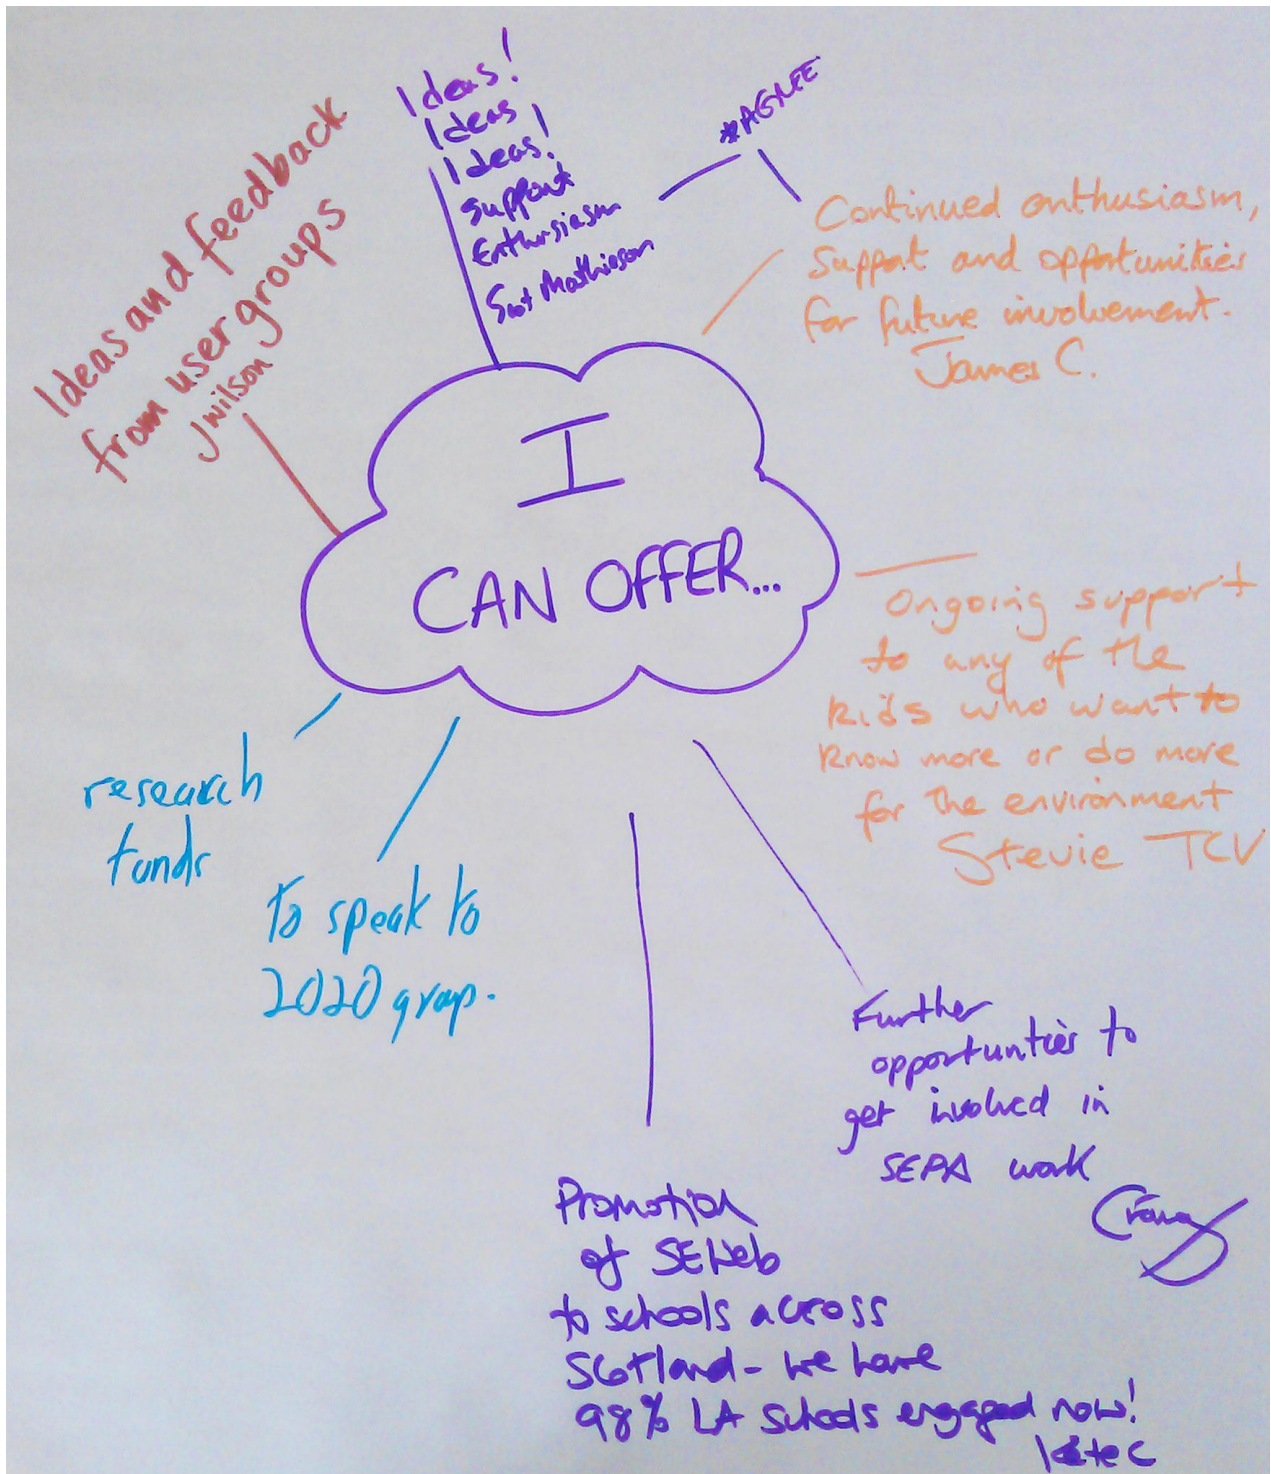 I
CAN OFFER...
Ideas and feedback
from user groups
J Wilson
Ideas!
Ideas
Ideas!
Support
Enthusiasm
Scot Mathieson
*AGREE
Continued enthusiasm,
Support and opportunities
for future involvement.
James C.
Ongoing support
to any of the
kids who want to
know more or do more
for the environment
Stevie TCV
Further
opportunities to
get involved in
SEPA work
Promotion
of SEWeb
to schools across
Scotland - we have
98% LA schools engaged now!
Kate C
to speak to
2020 group.
research
funds